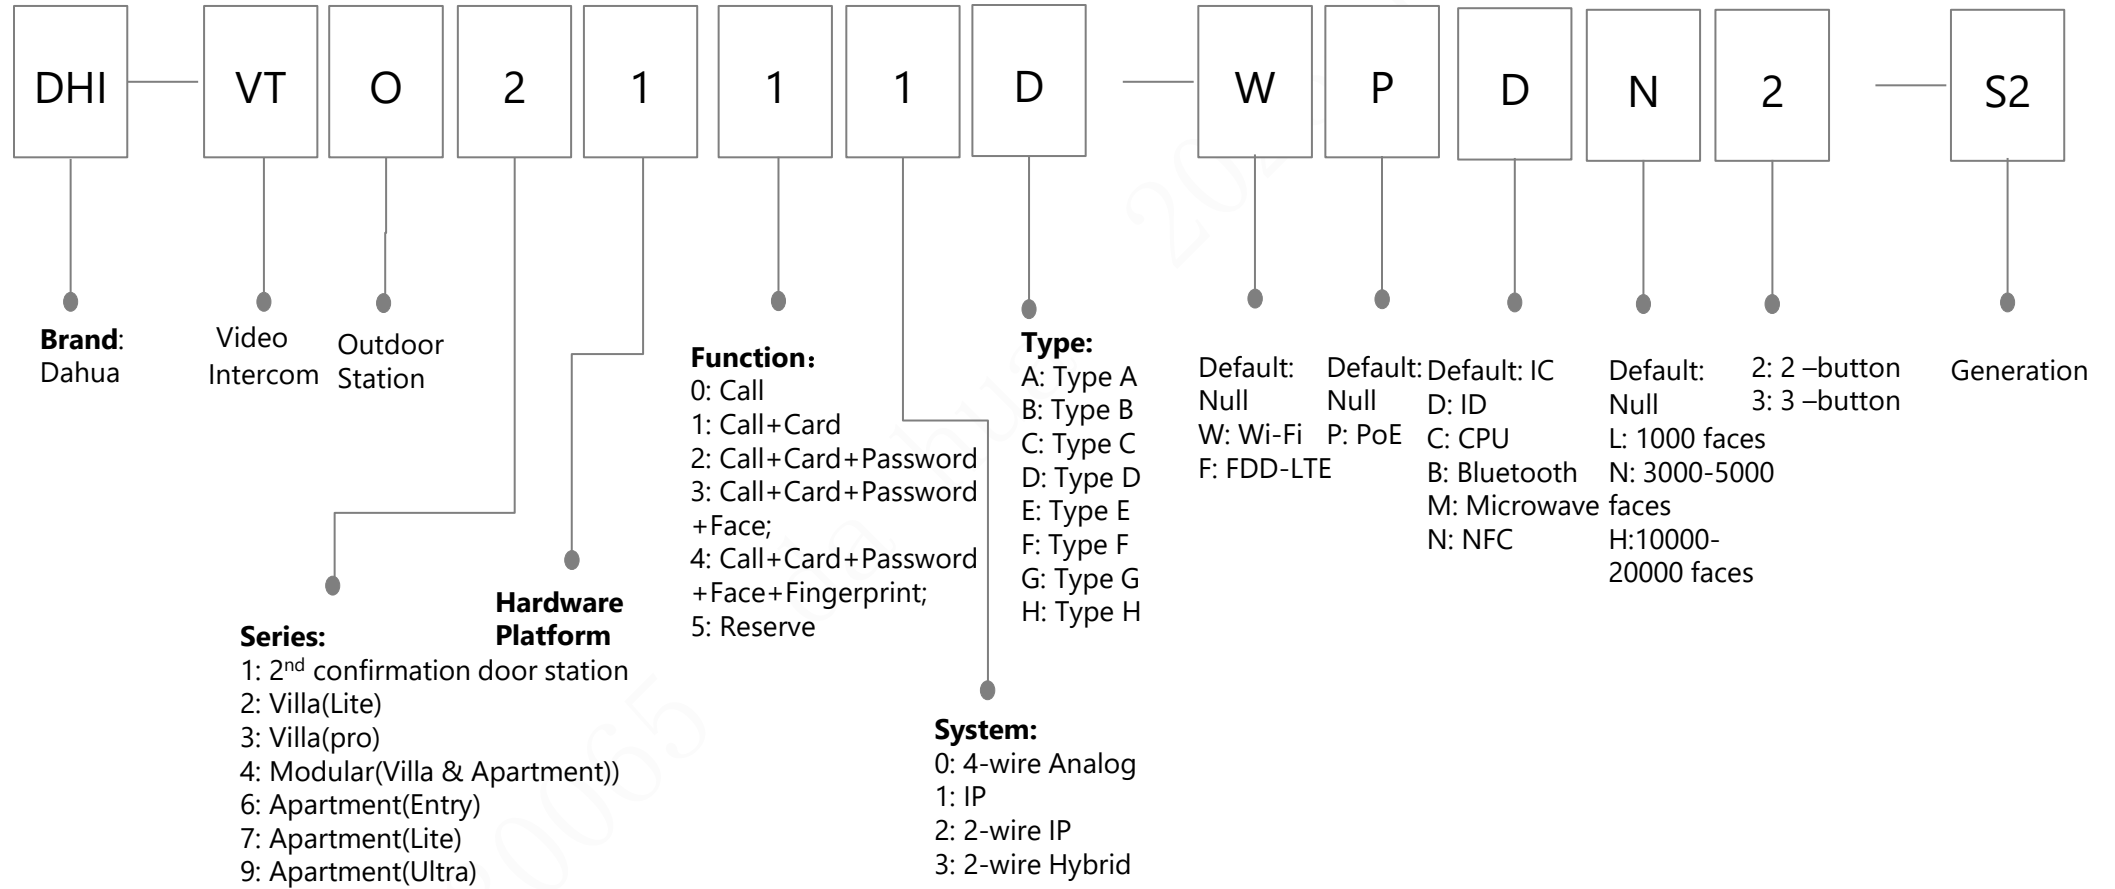 DHI VT O 2 1 1 1 D W P D N 2 S2
Brand:
Dahua
Video
Intercom
Outdoor
Station
Series:
1: 2nd confirmation door station
2: Villa(Lite)
3: Villa(pro)
4: Modular(Villa & Apartment))
6: Apartment(Entry)
7: Apartment(Lite)
9: Apartment(Ultra)
Hardware
Platform
Function：
0: Call
1: Call+Card
2: Call+Card+Password
3: Call+Card+Password
+Face;
4: Call+Card+Password
+Face+Fingerprint;
5: Reserve
System:
0: 4-wire Analog
1: IP
2: 2-wire IP
3: 2-wire Hybrid
Type:
A: Type A
B: Type B
C: Type C
D: Type D
E: Type E
F: Type F
G: Type G
H: Type H
Default:
Null
W: Wi-Fi
F: FDD-LTE
Default:
Null
P: PoE
Default: IC
D: ID
C: CPU
B: Bluetooth
M: Microwave
N: NFC
Default:
Null
L: 1000 faces
N: 3000-5000
faces
H:10000-
20000 faces
2: 2 –button
3: 3 –button
Generation